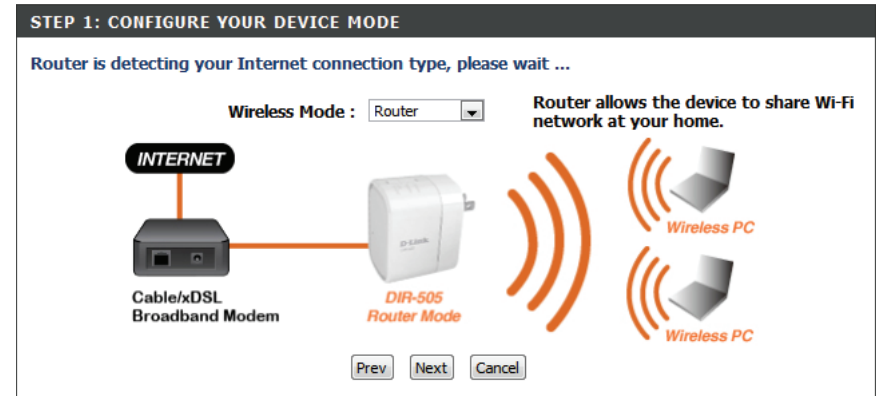 STEP 1: CONFIGURE YOUR DEVICE MODE
Router is detecting your Internet connection type, please wait ...
Wireless Mode : Router
Router allows the device to share Wi-Fi
network at your home.
INTERNET
D-Link
Cable/xDSL
Broadband Modem
DIR-505
Router Mode
Wireless PC
Wireless PC
Prev
Next
Cancel